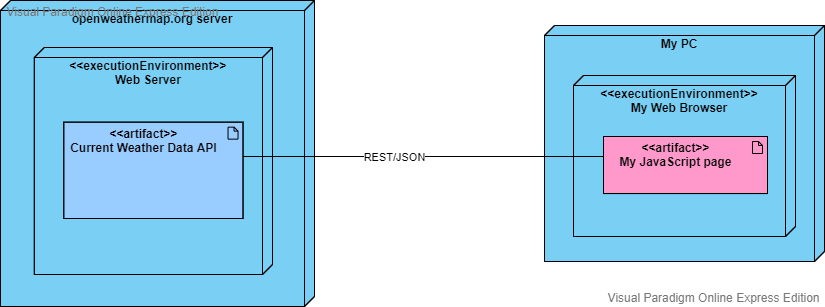 Visual Paradigm Online Express Edition
openweathermap.org server
<<executionEnvironment>>
Web Server
<<artifact>>
Current Weather Data API
REST/JSON
My PC
<<executionEnvironment>>
My Web Browser
<<artifact>>
My JavaScript page
Visual Paradigm Online Express Edition